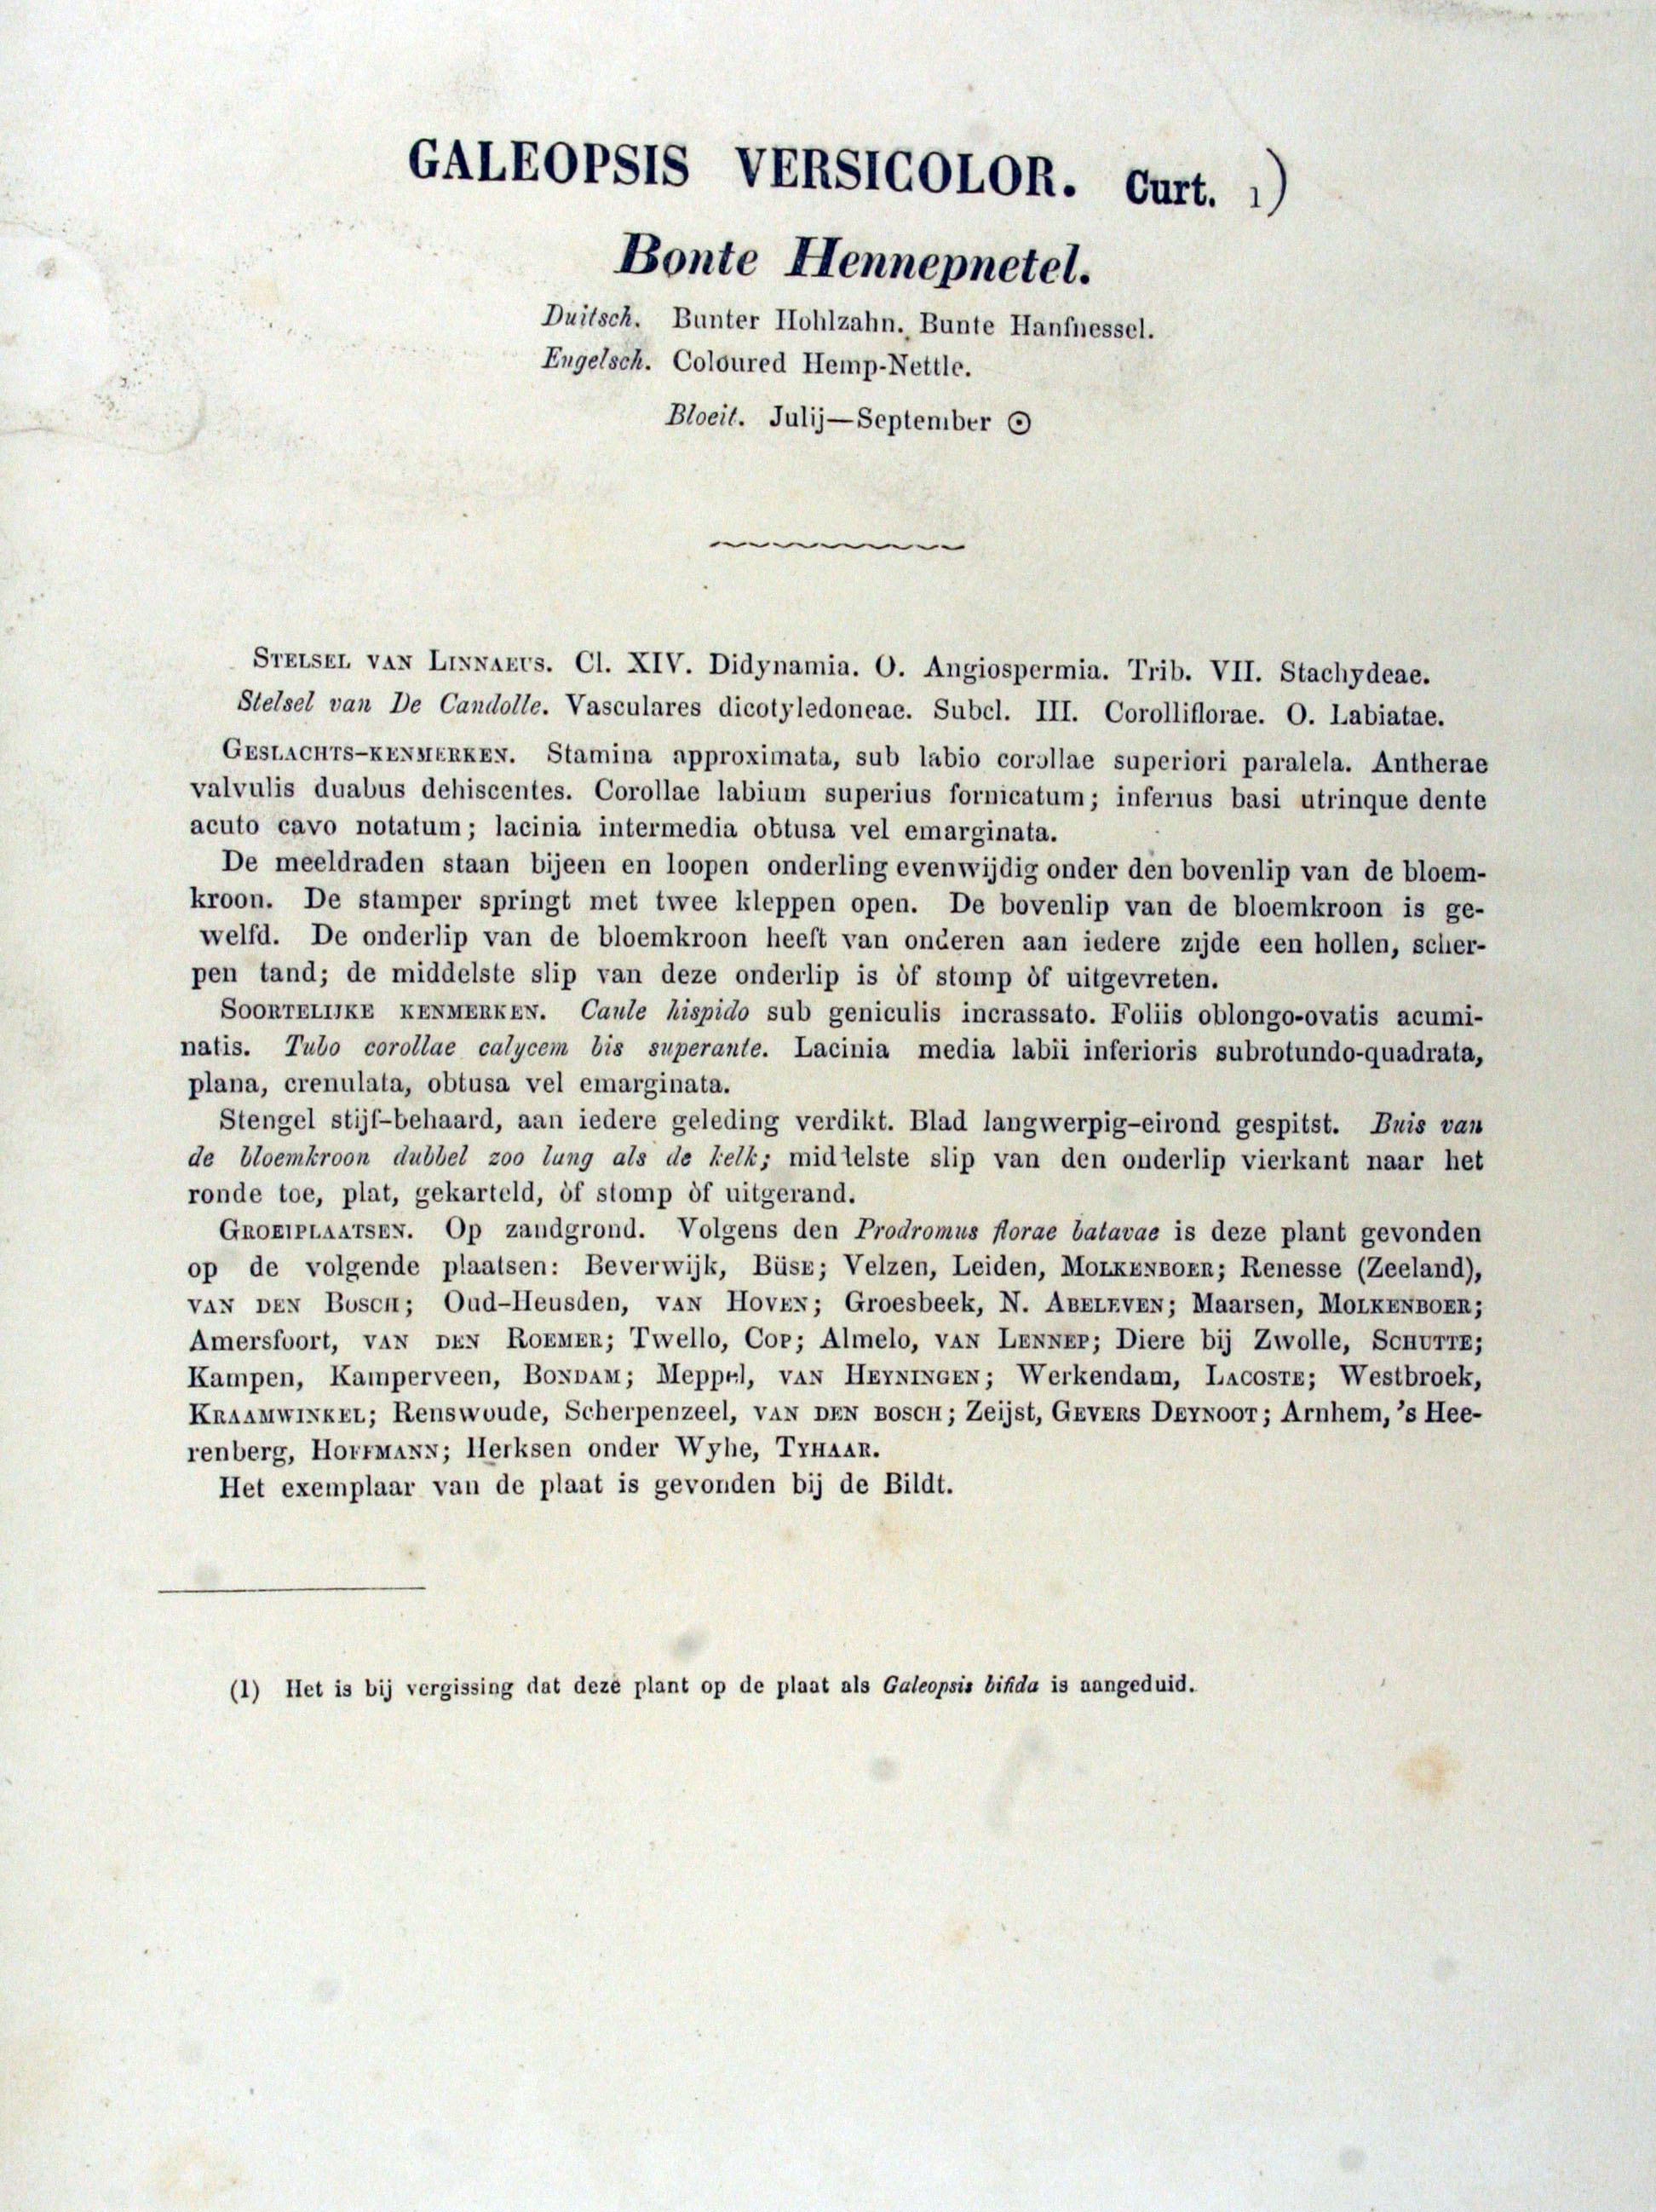 GALEOPSIS VERSICOLOR. Curt. 1)
Bonte Hennepnetel.
Duitsch. Bunter Hohlzahn. Bunte Hanfnessel.
Engelsch. Coloured Hemp-Nettle.
Bloeit. Julij—September ⊙
STELSEL VAN LINNAEUS. Cl. XIV. Didynamia. O. Angiospermia. Trib. VII. Stachydeae.
Stelsel van De Candolle. Vasculares dicotyledoneae. Subcl. III. Corolliflorae. O. Labiatae.
GESLACHTS-KENMERKEN. Stamina approximata, sub labio corollae superiori paralela. Antherae
valvulis duabus dehiscentes. Corollae labium superius fornicatum; inferius basi utrinque dente
acuto cavo notatum; lacinia intermedia obtusa vel emarginata.
De meeldraden staan bijeen en loopen onderling evenwijdig onder den bovenlip van de bloem-
kroon. De stamper springt met twee kleppen open. De bovenlip van de bloemkroon is ge-
welfd. De onderlip van de bloemkroon heeft van onderen aan iedere zijde een hollen, scher-
pen tand; de middelste slip van deze onderlip is òf stomp òf uitgevreten.
SOORTELIJKE KENMERKEN. Caule hispido sub geniculis incrassato. Foliis oblongo-ovatis acumi-
natis. Tubo corollae calycem bis superante. Lacinia media labii inferioris subrotundo-quadrata,
plana, crenulata, obtusa vel emarginata.
Stengel stijf-behaard, aan iedere geleding verdikt. Blad langwerpig-eirond gespitst. Buis van
de bloemkroon dubbel zoo lang als de kelk; middelste slip van den onderlip vierkant naar het
ronde toe, plat, gekarteld, òf stomp òf uitgerand.
GROEIPLAATSEN. Op zandgrond. Volgens den Prodromus florae batavae is deze plant gevonden
op de volgende plaatsen: Beverwijk, BÜSE; Velzen, Leiden, MOLKENBOER; Renesse (Zeeland),
VAN DEN BOSCH; Oud-Heusden, VAN HOVEN; Groesbeek, N. ABELEVEN; Maarsen, MOLKENBOER;
Amersfoort, VAN DEN ROEMER; Twello, COP; Almelo, VAN LENNEP; Diere bij Zwolle, SCHUTTE;
Kampen, Kamperveen, BONDAM; Meppel, VAN HEYNINGEN; Werkendam, LACOSTE; Westbroek,
KRAAMWINKEL; Renswoude, Scherpenzeel, VAN DEN BOSCH; Zeijst, GEVERS DEYNOOT; Arnhem, 's Hee-
renberg, HOFFMANN; Herksen onder Wyhe, TYHAAR.
Het exemplaar van de plaat is gevonden bij de Bildt.
(1) Het is bij vergissing dat deze plant op de plaat als Galeopsis bifida is aangeduid.